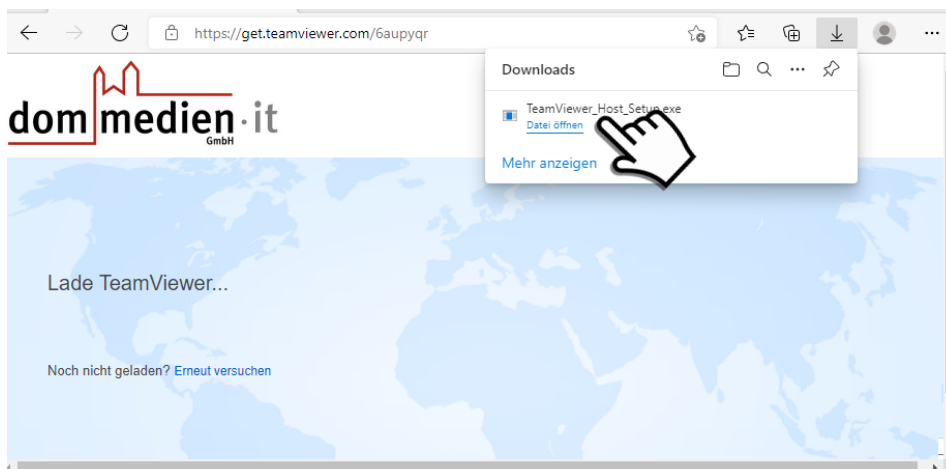 https://get.teamviewer.com/6aupyqr
Downloads
dom medien·it
GmbH
TeamViewer_Host_Setup.exe
Datei öffnen
Mehr anzeigen
Lade TeamViewer...
Noch nicht geladen? Erneut versuchen